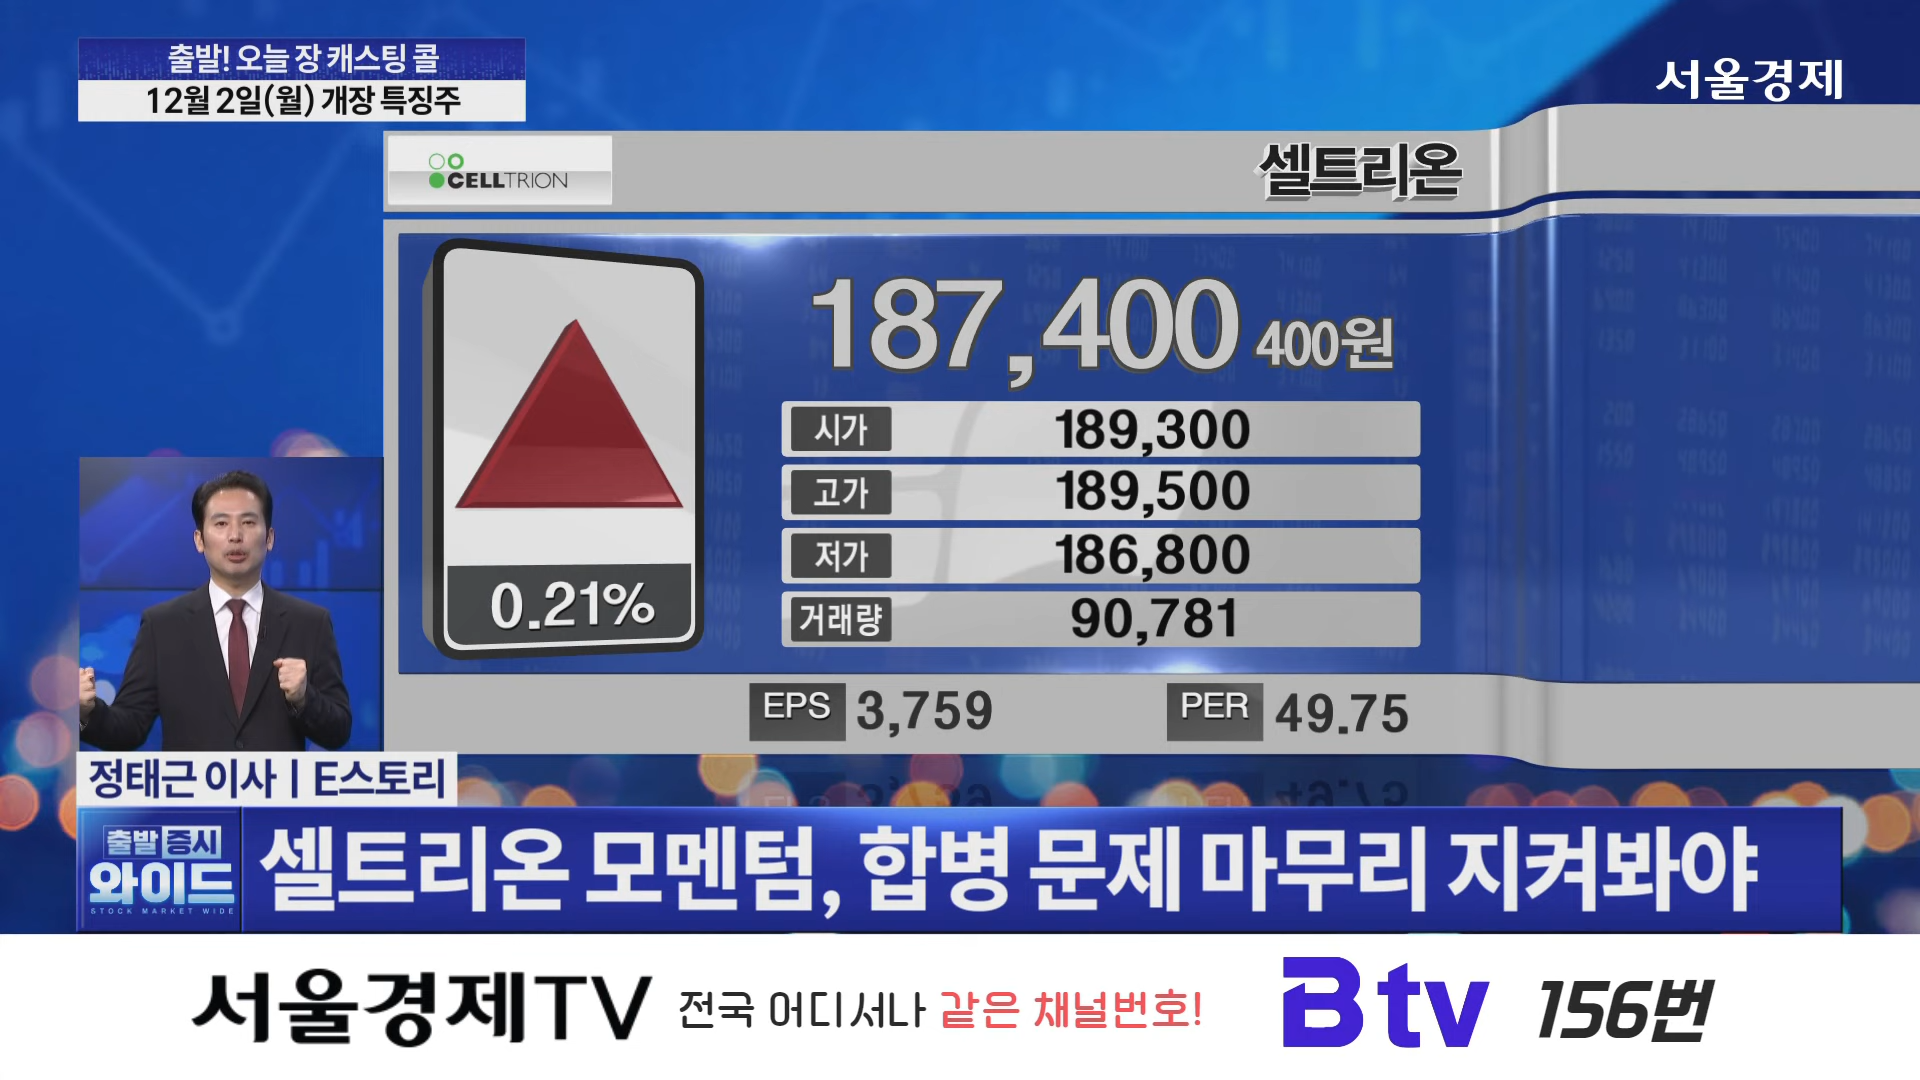 출발! 오늘 장 캐스팅 콜
12월 2일(월) 개장 특징주
서울경제
CELLTRION
셀트리온
187,400 400원
0.21%
시가 189,300
고가 189,500
저가 186,800
거래량 90,781
EPS 3,759 PER 49.75
정태근 이사 | E스토리
출발 증시
와이드
STOCK MARKET WIDE
셀트리온 모멘텀, 합병 문제 마무리 지켜봐야
서울경제TV 전국 어디서나 같은 채널번호! B tv 156번